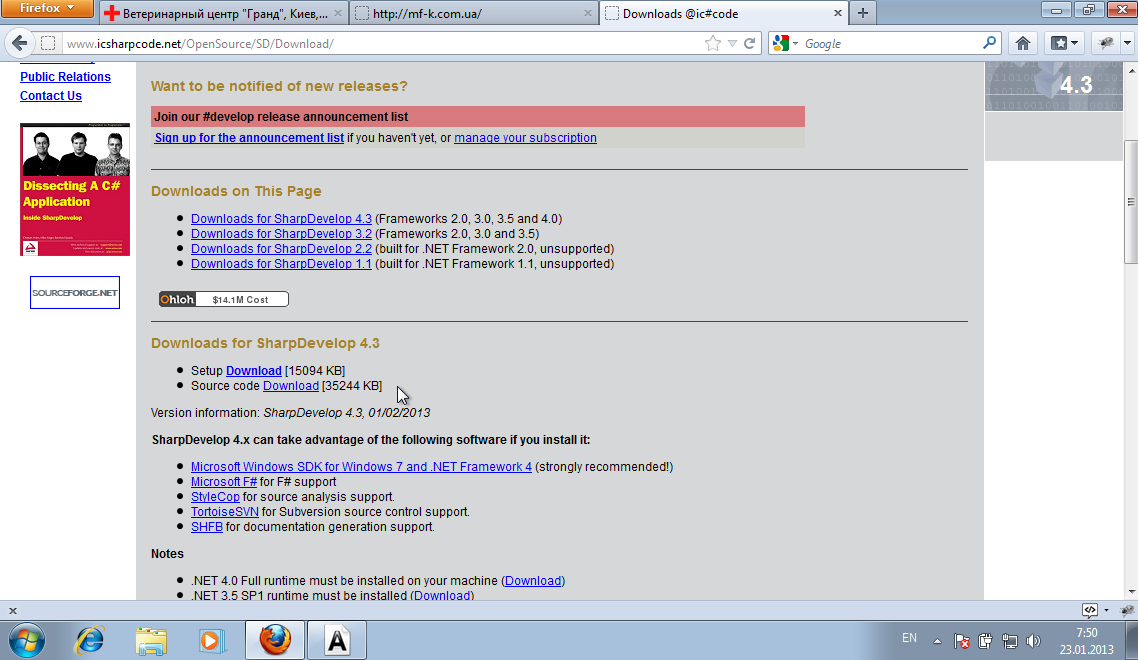 Firefox
Ветеринарный центр "Гранд", Киев,...
http://mf-k.com.ua/
Downloads @ic#code
www.icsharpcode.net/OpenSource/SD/Download/
Google
Public Relations
Contact Us
Dissecting A C#
Application
Inside SharpDevelop
SOURCEFORGE.NET
4.3
Want to be notified of new releases?
Join our #develop release announcement list
Sign up for the announcement list if you haven't yet, or manage your subscription
Downloads on This Page
Downloads for SharpDevelop 4.3 (Frameworks 2.0, 3.0, 3.5 and 4.0)
Downloads for SharpDevelop 3.2 (Frameworks 2.0, 3.0 and 3.5)
Downloads for SharpDevelop 2.2 (built for .NET Framework 2.0, unsupported)
Downloads for SharpDevelop 1.1 (built for .NET Framework 1.1, unsupported)
Ohloh $14.1M Cost
Downloads for SharpDevelop 4.3
Setup Download [15094 KB]
Source code Download [35244 KB]
Version information: SharpDevelop 4.3, 01/02/2013
SharpDevelop 4.x can take advantage of the following software if you install it:
Microsoft Windows SDK for Windows 7 and .NET Framework 4 (strongly recommended!)
Microsoft F# for F# support
StyleCop for source analysis support.
TortoiseSVN for Subversion source control support.
SHFB for documentation generation support.
Notes
.NET 4.0 Full runtime must be installed on your machine (Download)
.NET 3.5 SP1 runtime must be installed (Download)
EN
7:50
23.01.2013